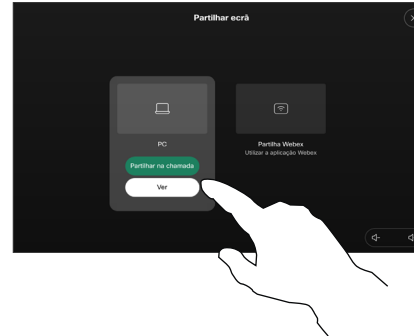 Partilhar ecrã
PC
Partilhar na chamada
Ver
Partilha Webex
Utilizar a aplicação Webex